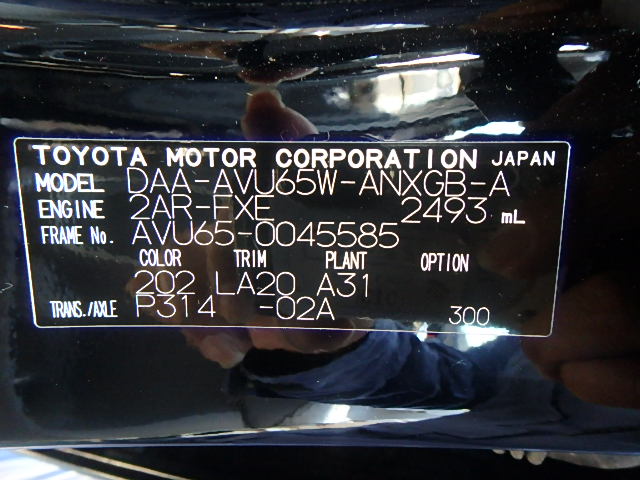 TOYOTA MOTOR CORPORATION JAPAN
MODEL DAA-AVU65W-ANXGB-A
ENGINE 2AR-FXE 2493 mL
FRAME No. AVU65-0045585
COLOR TRIM PLANT OPTION
202 LA20 A31
TRANS./AXLE P314 -02A 300